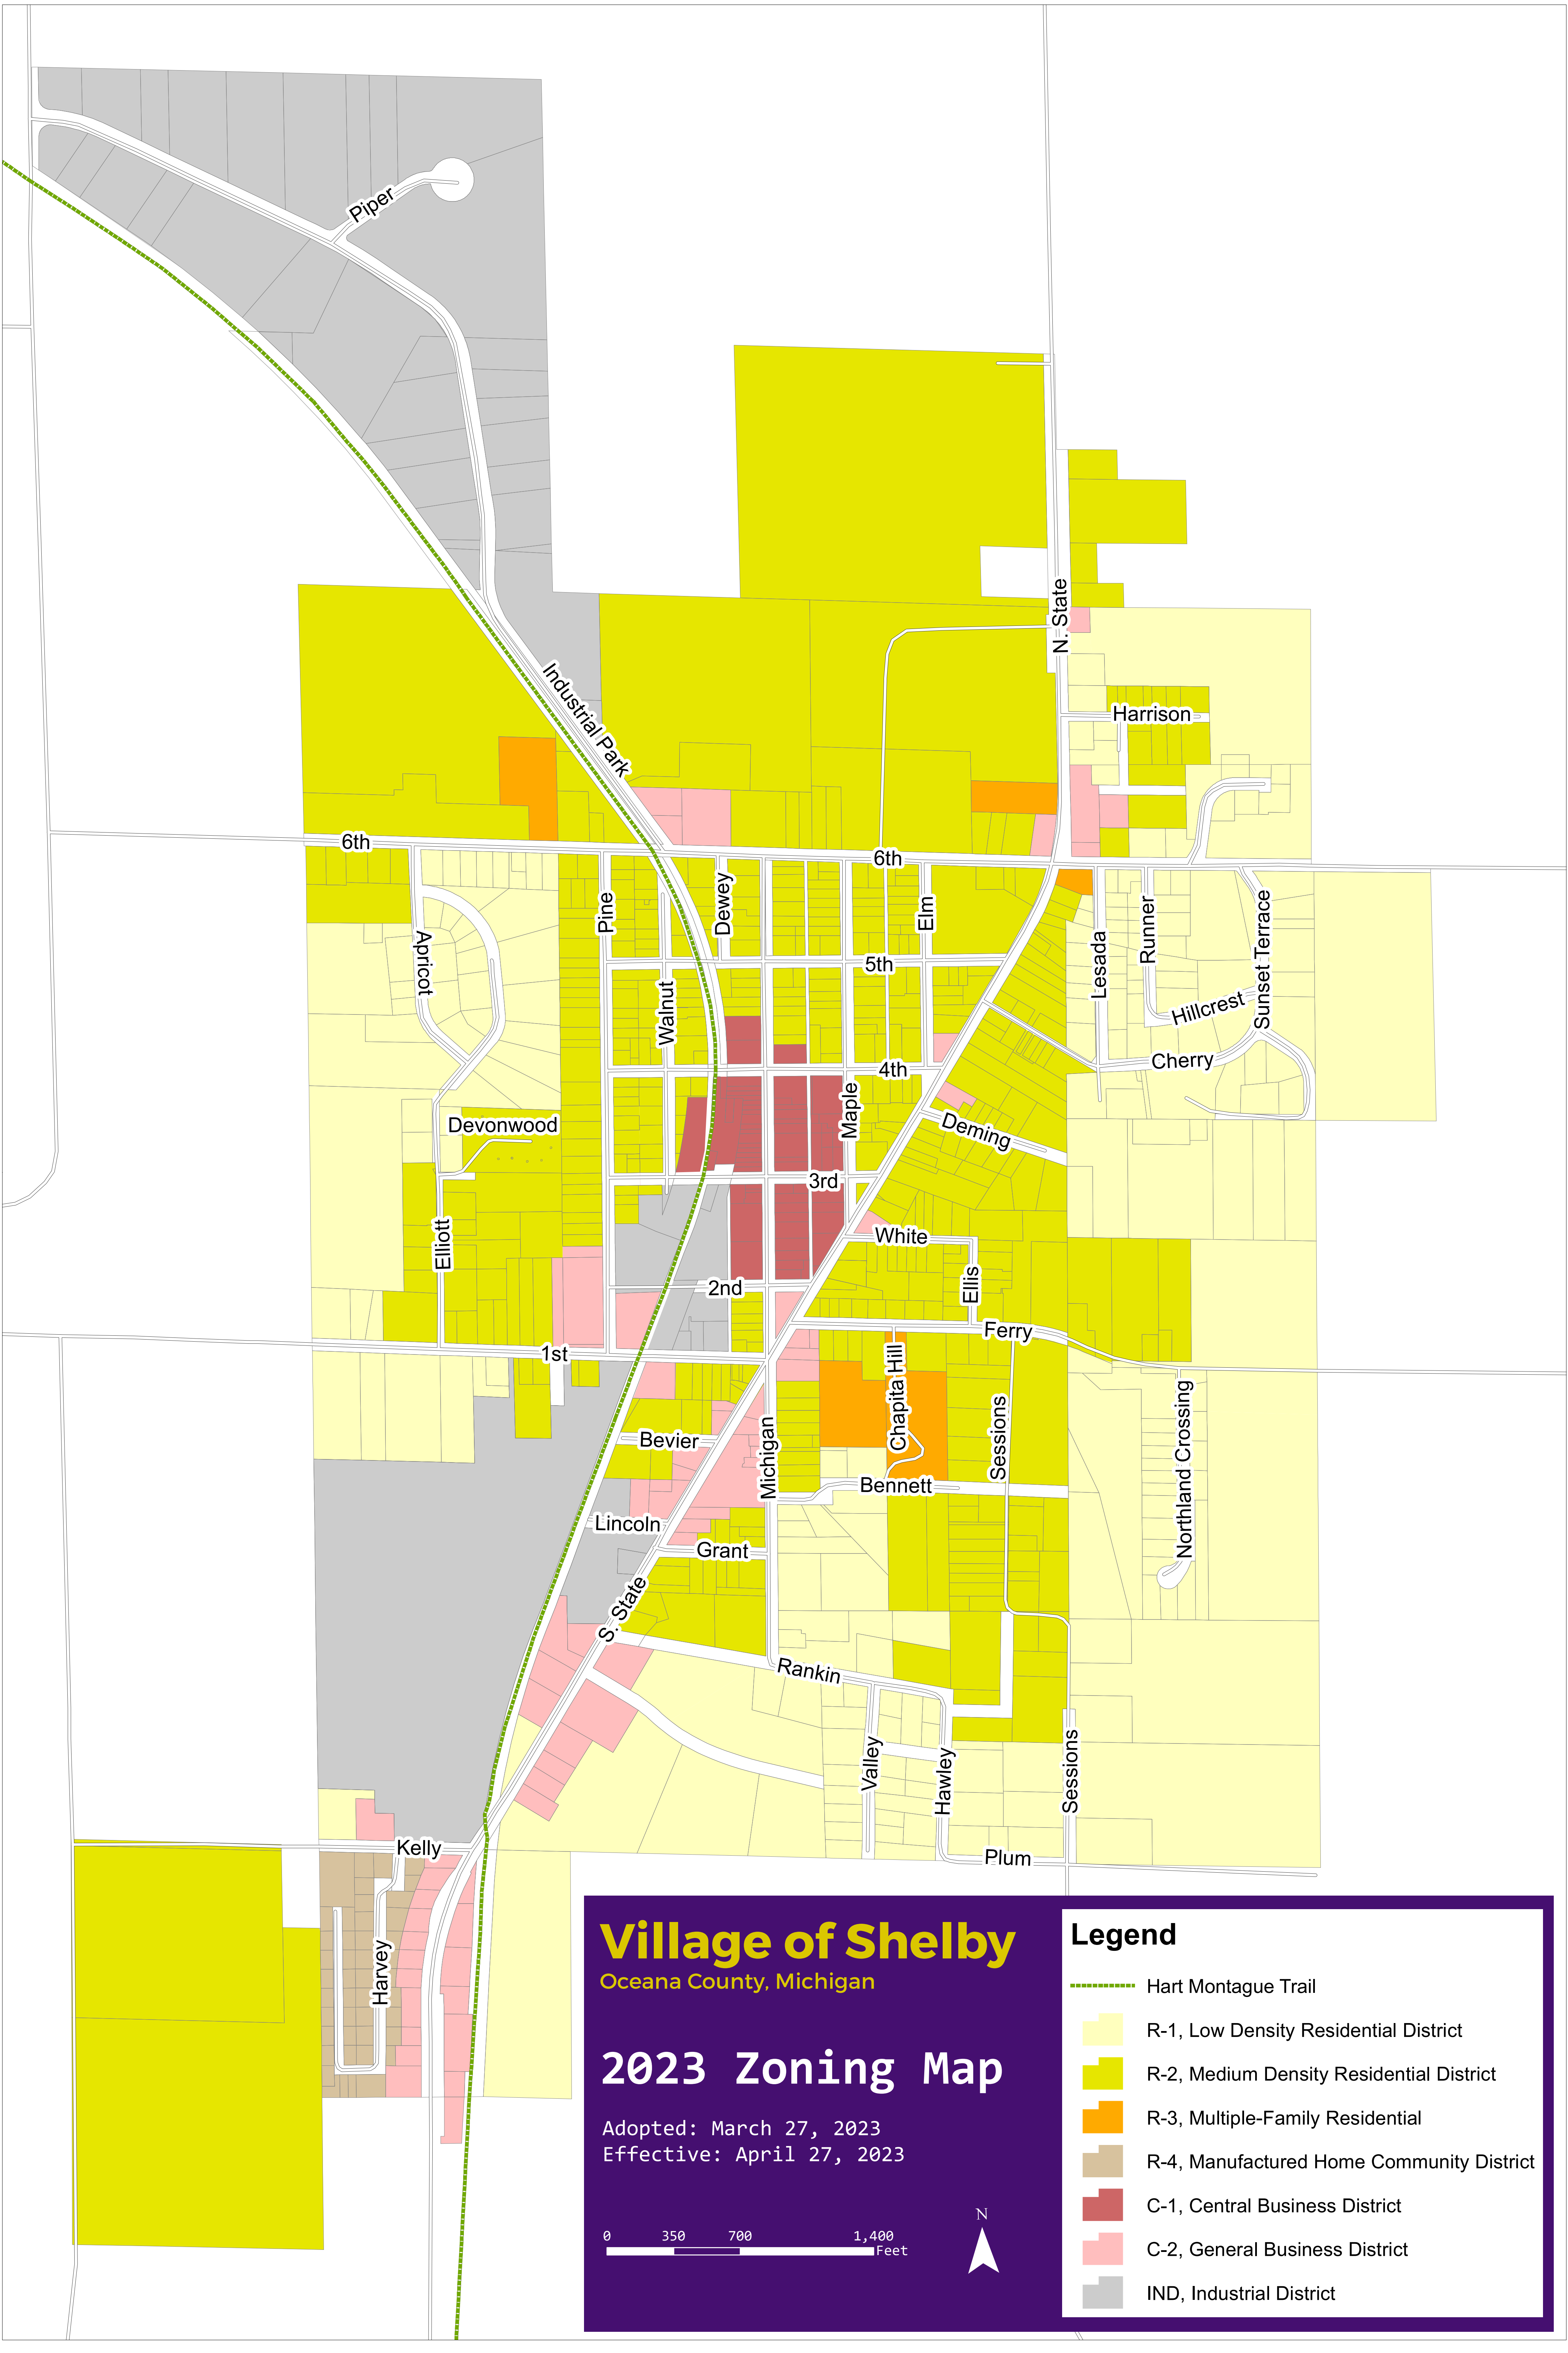 Piper
N. State
Harrison
Industrial Park
6th
6th
Pine
Dewey
Elm
Apricot
Walnut
5th
Lesada
Runner
Sunset Terrace
Hillcrest
Cherry
4th
Maple
Devonwood
Deming
3rd
Elliott
White
2nd
Ellis
Ferry
1st
Chapita Hill
Sessions
Northland Crossing
Bevier
Michigan
Bennett
Lincoln
Grant
S. State
Rankin
Valley
Hawley
Sessions
Kelly
Plum
Harvey
Village of Shelby
Oceana County, Michigan
2023 Zoning Map
Adopted: March 27, 2023
Effective: April 27, 2023
0 350 700 1,400
Feet
N
Legend
Hart Montague Trail
R-1, Low Density Residential District
R-2, Medium Density Residential District
R-3, Multiple-Family Residential
R-4, Manufactured Home Community District
C-1, Central Business District
C-2, General Business District
IND, Industrial District